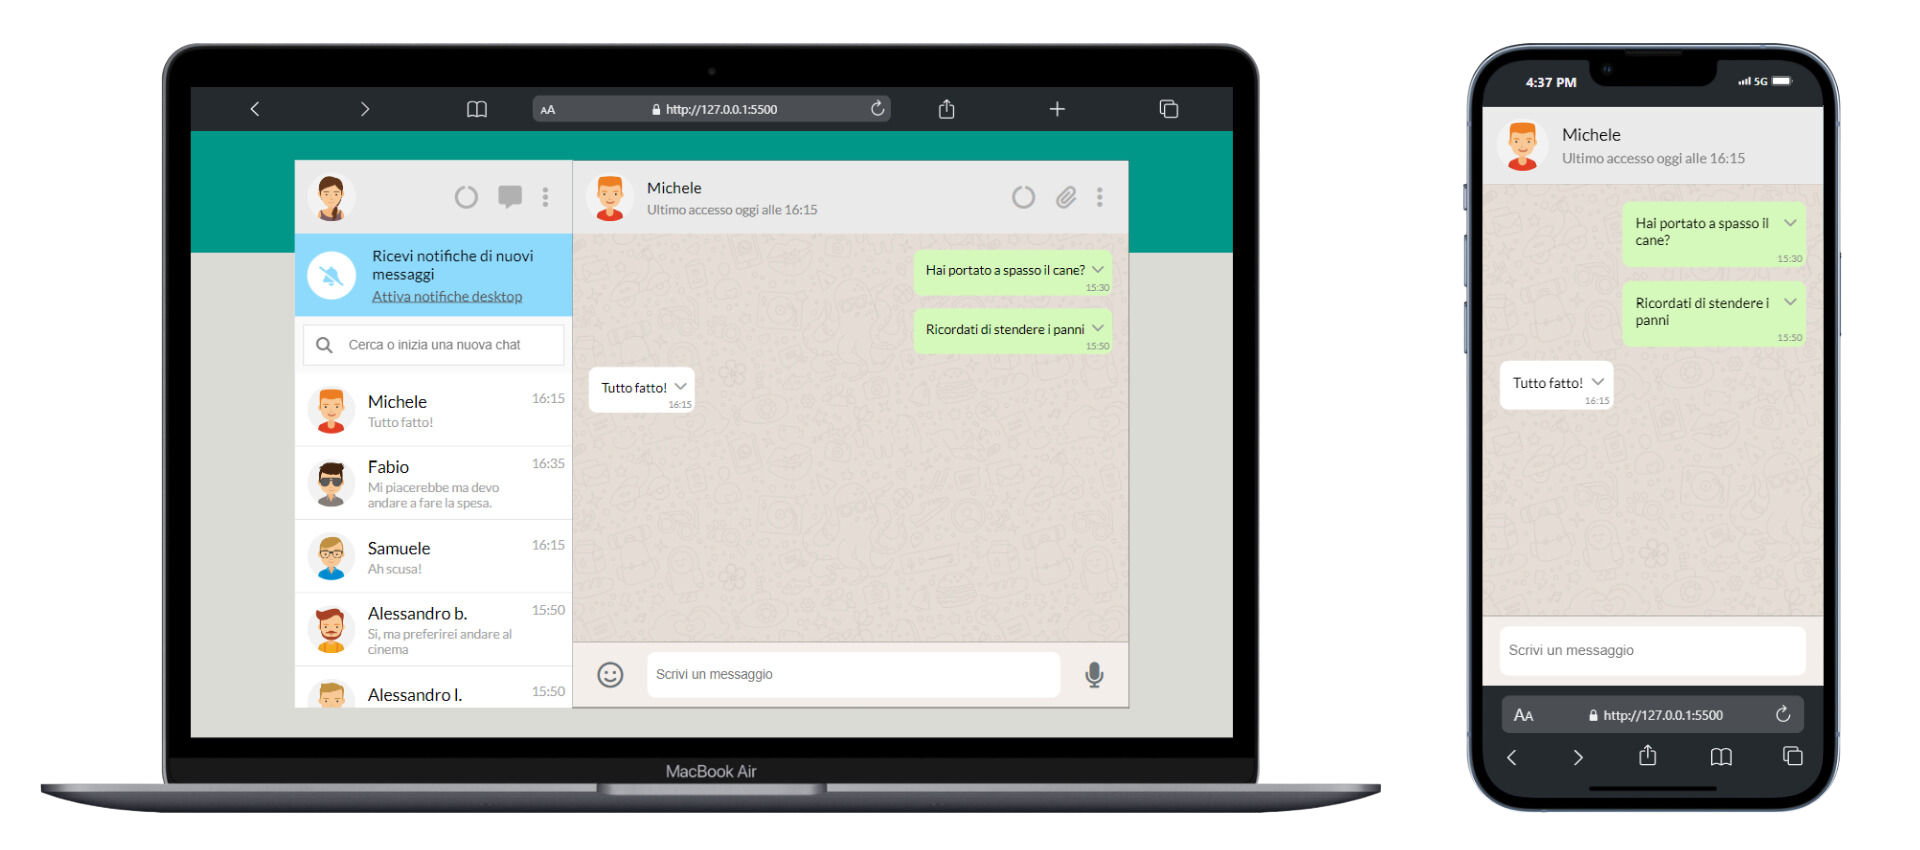 AA
http://127.0.0.1:5500
Michele
Ultimo accesso oggi alle 16:15
Ricevi notifiche di nuovi
messaggi
Attiva notifiche desktop
Cerca o inizia una nuova chat
Michele
16:15
Tutto fatto!
Fabio
16:35
Mi piacerebbe ma devo
andare a fare la spesa.
Samuele
16:15
Ah scusa!
Alessandro b.
15:50
Si, ma preferirei andare al
cinema
Alessandro l.
15:50
Hai portato a spasso il cane?
15:30
Ricordati di stendere i panni
15:50
Tutto fatto!
16:15
Scrivi un messaggio
MacBook Air
4:37 PM
5G
Michele
Ultimo accesso oggi alle 16:15
Hai portato a spasso il
cane?
15:30
Ricordati di stendere i
panni
15:50
Tutto fatto!
16:15
Scrivi un messaggio
AA
http://127.0.0.1:5500